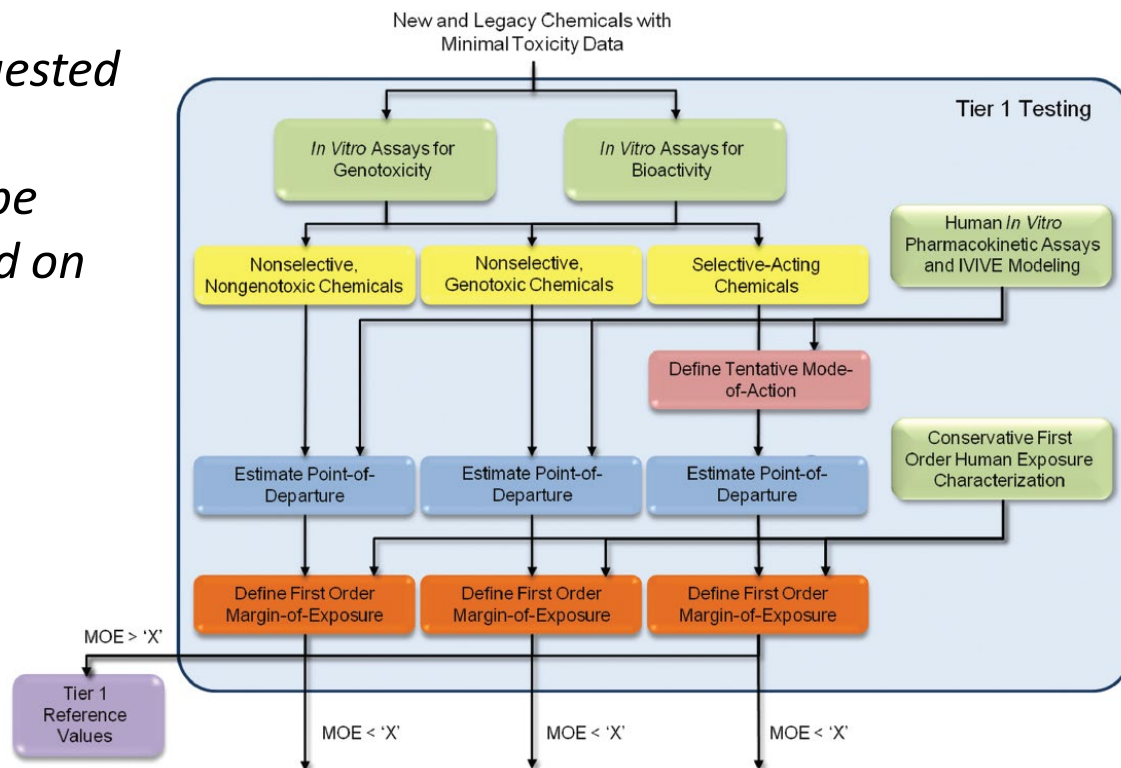 uested
be
d on
New and Legacy Chemicals with
Minimal Toxicity Data
Tier 1 Testing
In Vitro Assays for
Genotoxicity
In Vitro Assays for
Bioactivity
Human In Vitro
Pharmacokinetic Assays
and IVIVE Modeling
Nonselective,
Nongenotoxic Chemicals
Nonselective,
Genotoxic Chemicals
Selective-Acting
Chemicals
Define Tentative Mode-
of-Action
Conservative First
Order Human Exposure
Characterization
Estimate Point-of-
Departure
Estimate Point-of-
Departure
Estimate Point-of-
Departure
Define First Order
Margin-of-Exposure
Define First Order
Margin-of-Exposure
Define First Order
Margin-of-Exposure
MOE > ‘X’
Tier 1
Reference
Values
MOE < ‘X’
MOE < ‘X’
MOE < ‘X’